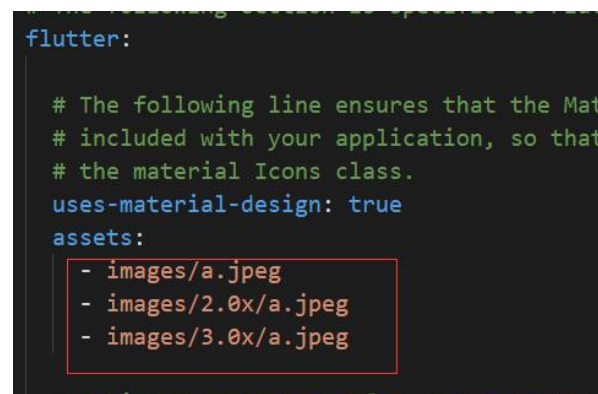 flutter:
# The following line ensures that the Mat
# included with your application, so that
# the material Icons class.
uses-material-design: true
assets:
- images/a.jpeg
- images/2.0x/a.jpeg
- images/3.0x/a.jpeg